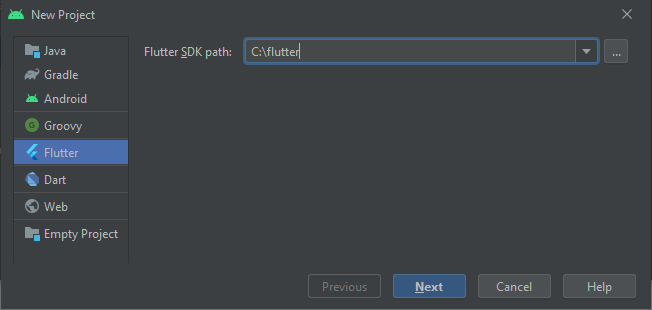 New Project
Java
Gradle
Android
Groovy
Flutter
Dart
Web
Empty Project
Flutter SDK path: C:\flutter ...
Previous Next Cancel Help